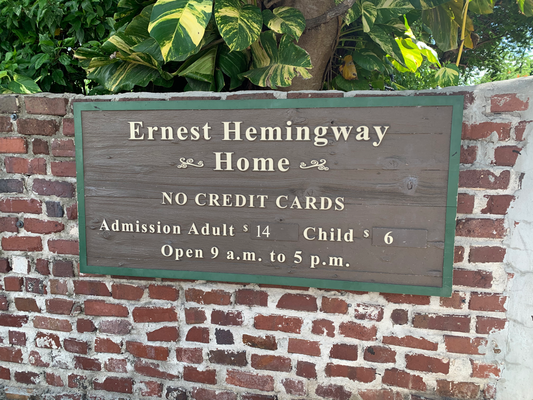 Ernest Hemingway
Home
NO CREDIT CARDS
Admission Adult $ 14 Child $ 6
Open 9 a.m. to 5 p.m.